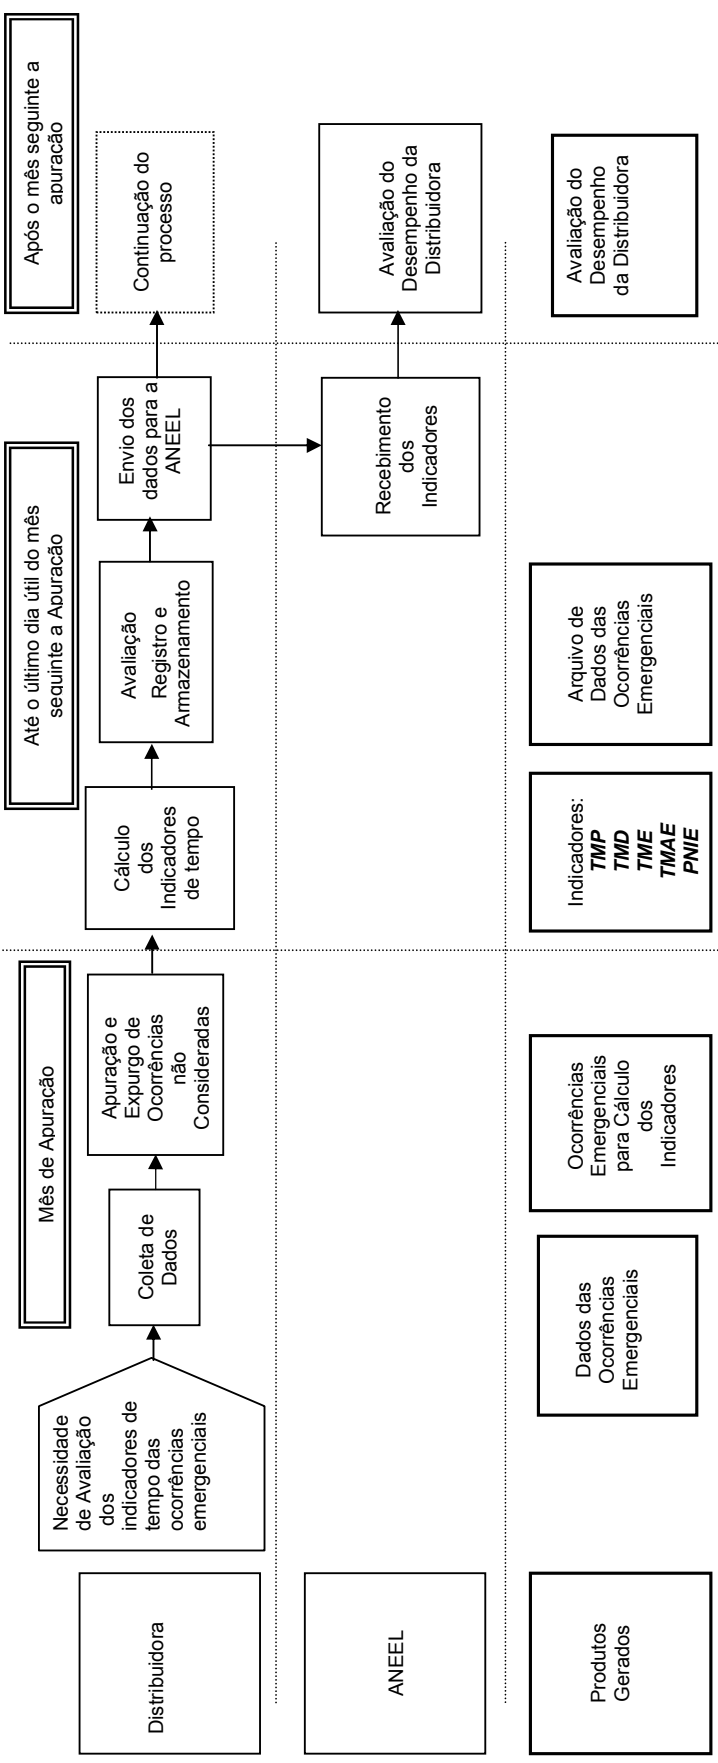 Mês de Apuração
Até o último dia útil do mês
seguinte a Apuração
Após o mês seguinte a
apuração
Distribuidora
Necessidade
de Avaliação
dos
indicadores de
tempo das
ocorrências
emergenciais
Coleta de
Dados
Apuração e
Expurgo de
Ocorrências
não
Consideradas
Cálculo
dos
Indicadores
de tempo
Avaliação
Registro e
Armazenamento
Envio dos
dados para a
ANEEL
Continuação do
processo
ANEEL
Recebimento
dos
Indicadores
Avaliação do
Desempenho da
Distribuidora
Produtos
Gerados
Dados das
Ocorrências
Emergenciais
Ocorrências
Emergenciais
para Cálculo
dos
Indicadores
Indicadores:
TMP
TMD
TME
TMAE
PNIE
Arquivo de
Dados das
Ocorrências
Emergenciais
Avaliação do
Desempenho
da Distribuidora